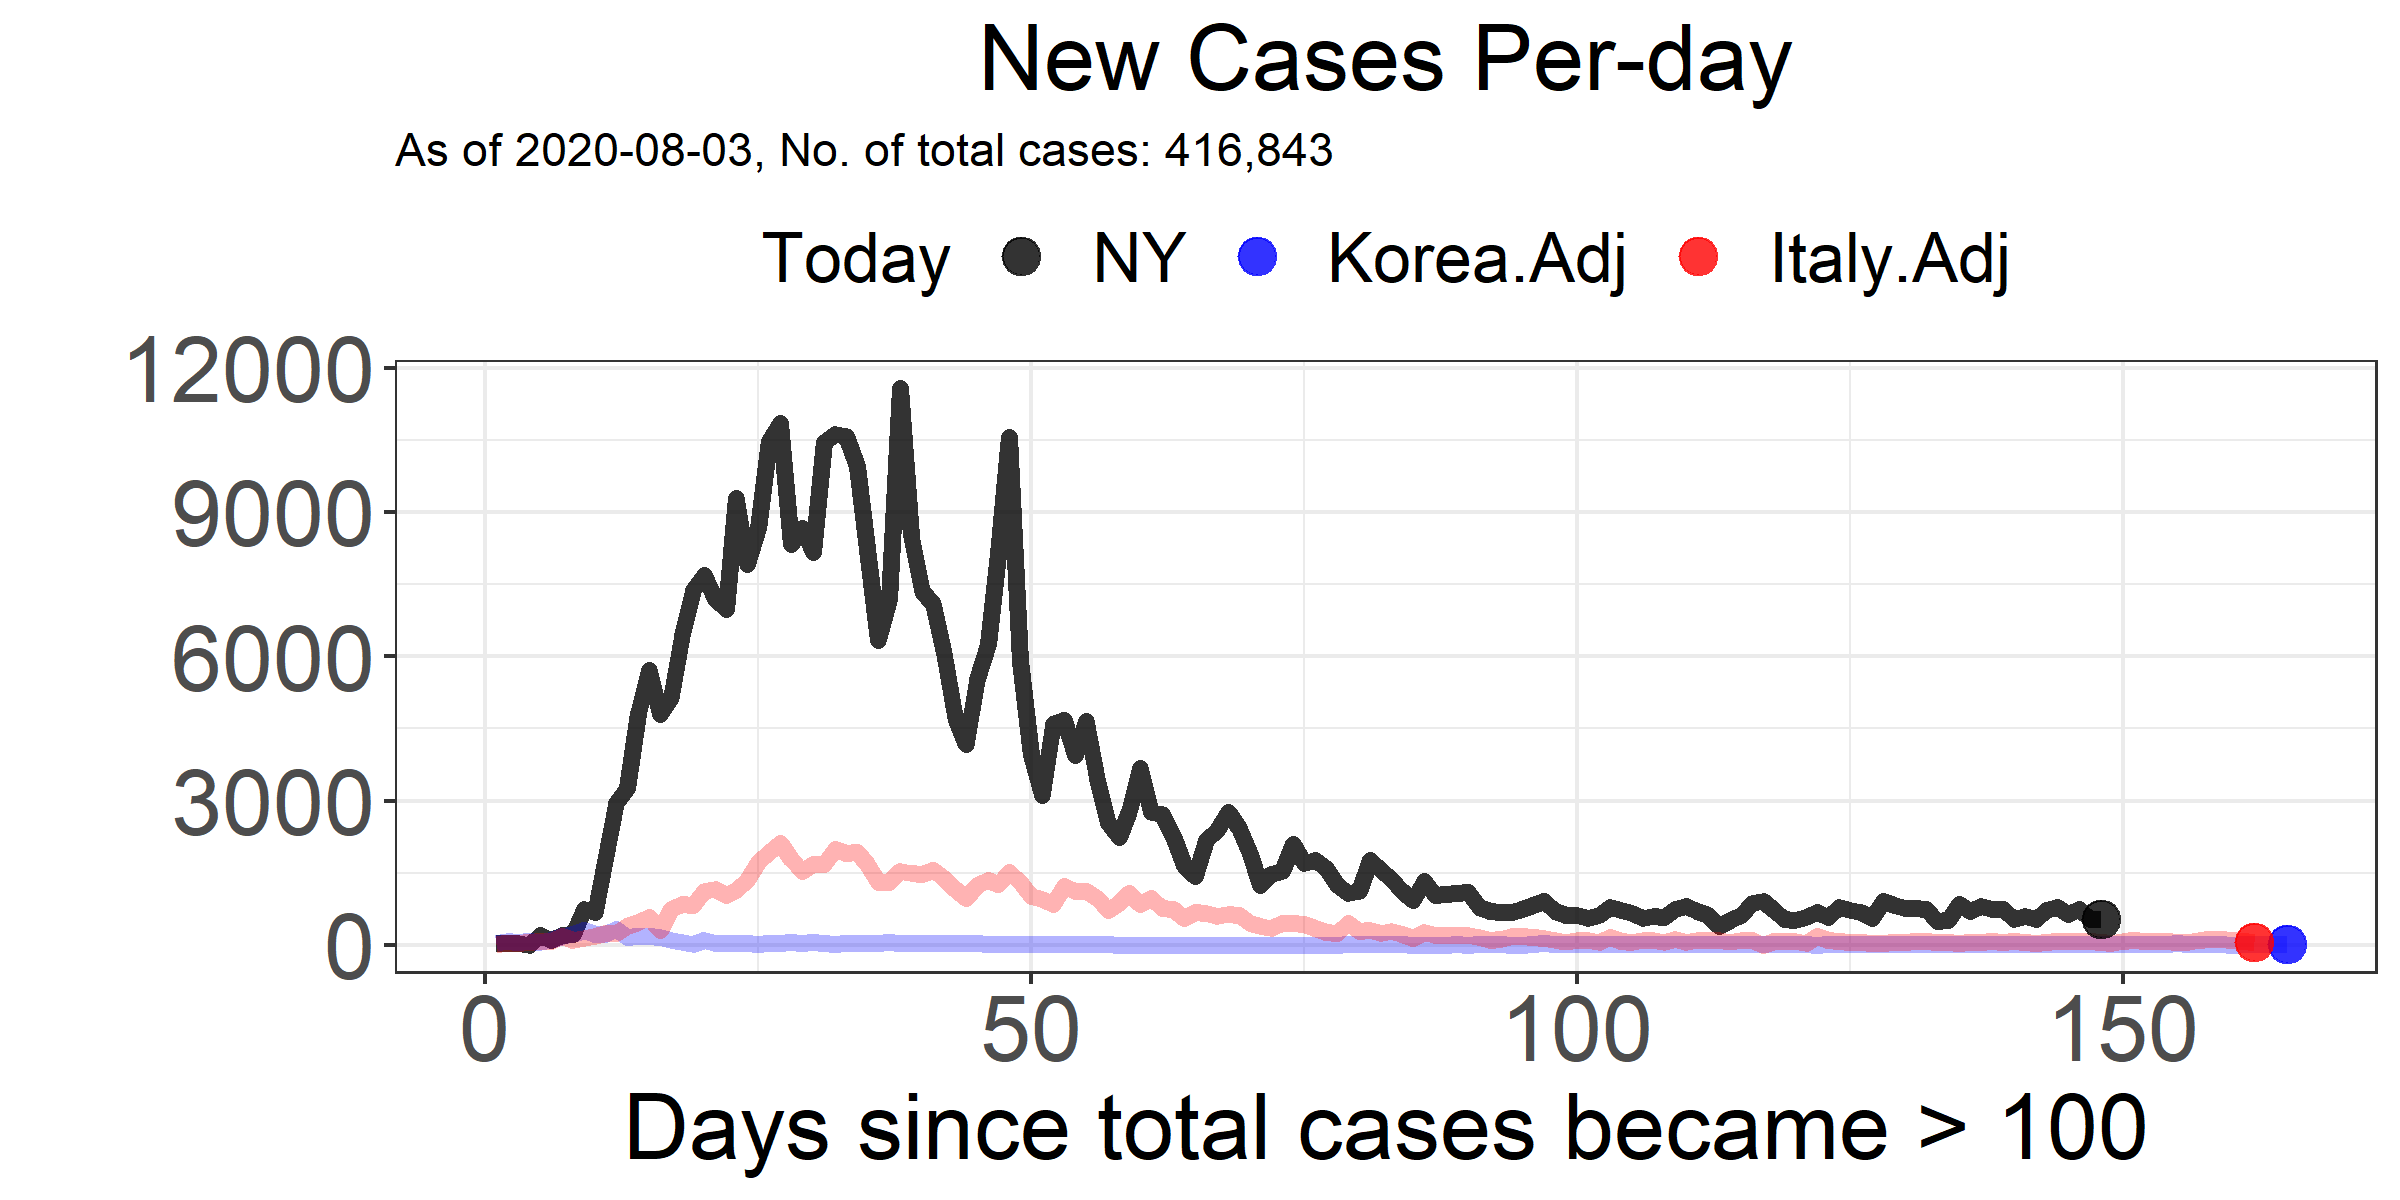 New Cases Per-day
As of 2020-08-03, No. of total cases: 416,843
Today NY Korea.Adj Italy.Adj
12000
9000
6000
3000
0
0 50 100 150
Days since total cases became > 100